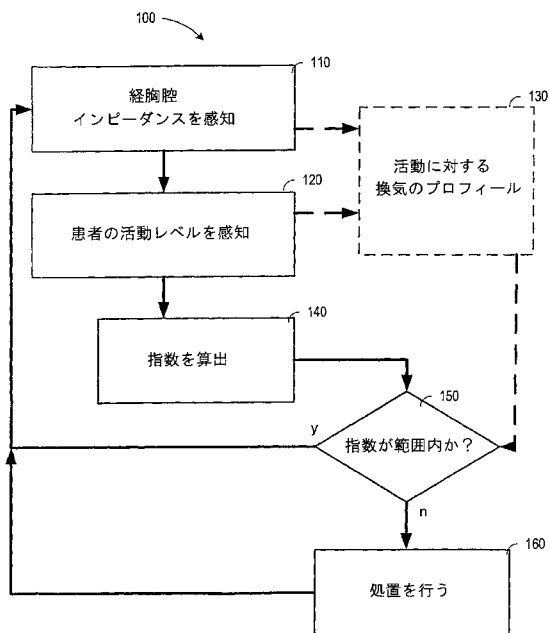 100
110
経胸腔
インピーダンスを感知
130
活動に対する
換気のプロフィール
120
患者の活動レベルを感知
140
指数を算出
150
y
指数が範囲内か？
n
160
処置を行う